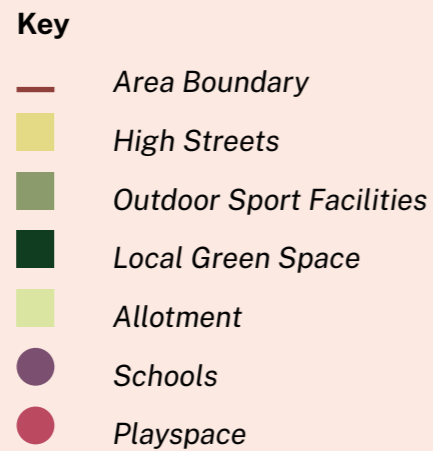 Key
Area Boundary
High Streets
Outdoor Sport Facilities
Local Green Space
Allotment
Schools
Playspace